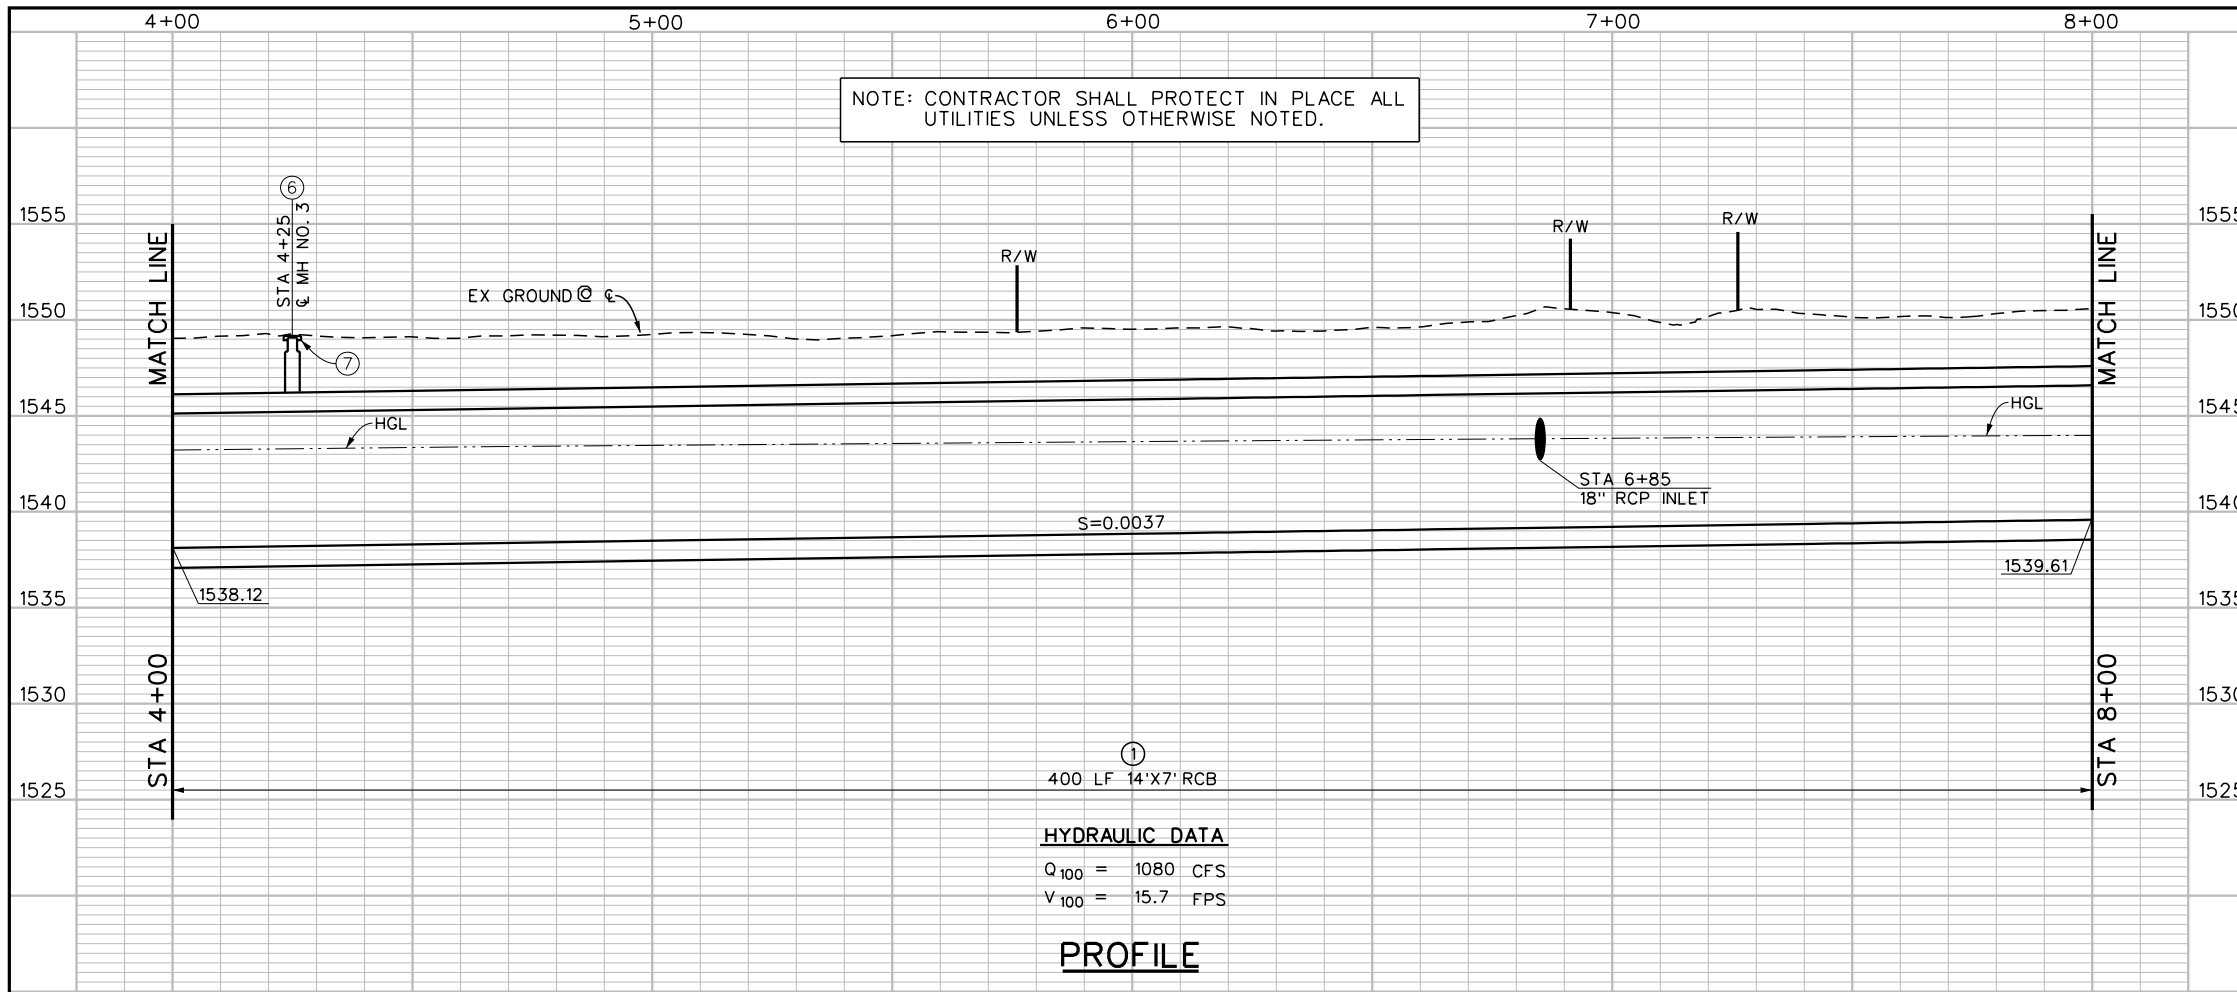 4+00 5+00 6+00 7+00 8+00
NOTE: CONTRACTOR SHALL PROTECT IN PLACE ALL
UTILITIES UNLESS OTHERWISE NOTED.
6
STA 4+25
℄ MH NO. 3
1555
1555
MATCH LINE
MATCH LINE
R/W
R/W
R/W
EX GROUND @ ℄
1550
1550
7
1545
1545
HGL
HGL
STA 6+85
18" RCP INLET
1540
1540
S=0.0037
1538.12
1539.61
1535
1535
STA 4+00
STA 8+00
1530
1530
1
400 LF 14'X7' RCB
1525
1525
HYDRAULIC DATA
Q100 = 1080 CFS
V100 = 15.7 FPS
PROFILE